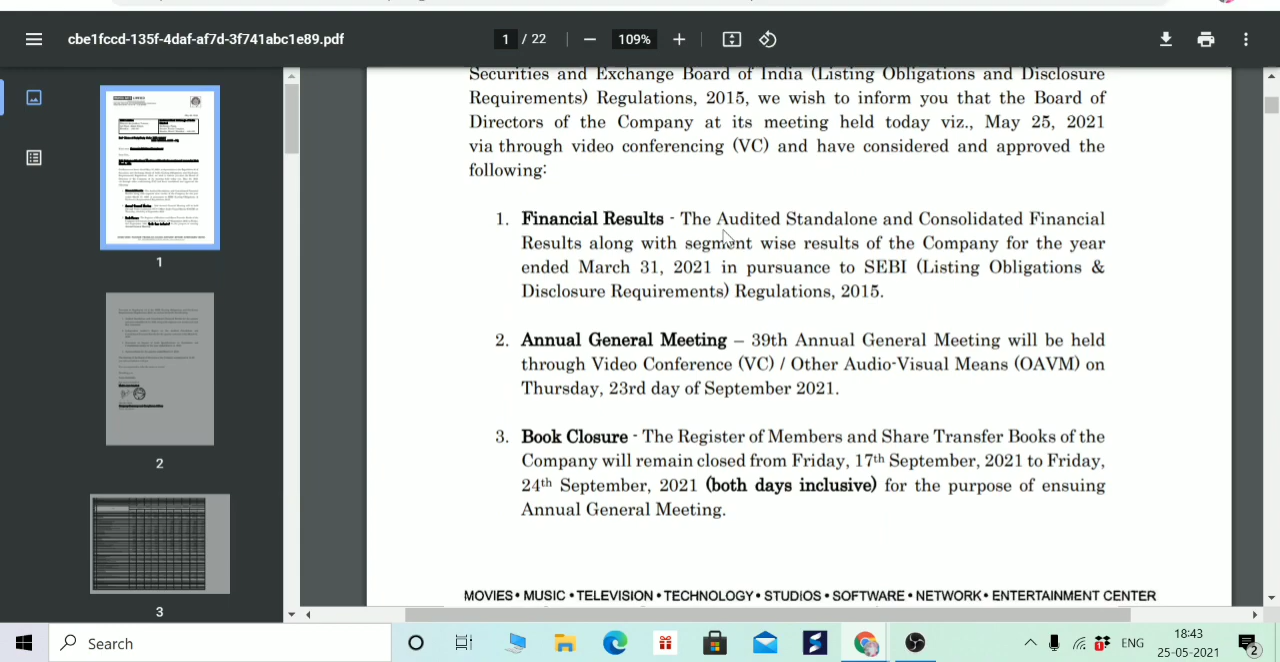 cbe1fccd-135f-4daf-af7d-3f741abc1e89.pdf
1 / 22
109%
Securities and Exchange Board of India (Listing Obligations and Disclosure
Requirements) Regulations, 2015, we wish to inform you that the Board of
Directors of the Company at its meeting held today viz., May 25, 2021
via through video conferencing (VC) and have considered and approved the
following:
1. Financial Results - The Audited Standalone and Consolidated Financial
Results along with segment wise results of the Company for the year
ended March 31, 2021 in pursuance to SEBI (Listing Obligations &
Disclosure Requirements) Regulations, 2015.
2. Annual General Meeting – 39th Annual General Meeting will be held
through Video Conference (VC) / Other Audio-Visual Means (OAVM) on
Thursday, 23rd day of September 2021.
3. Book Closure - The Register of Members and Share Transfer Books of the
Company will remain closed from Friday, 17th September, 2021 to Friday,
24th September, 2021 (both days inclusive) for the purpose of ensuing
Annual General Meeting.
MOVIES • MUSIC • TELEVISION • TECHNOLOGY • STUDIOS • SOFTWARE • NETWORK • ENTERTAINMENT CENTER
1
2
3
Search
ENG
18:43
25-05-2021
2